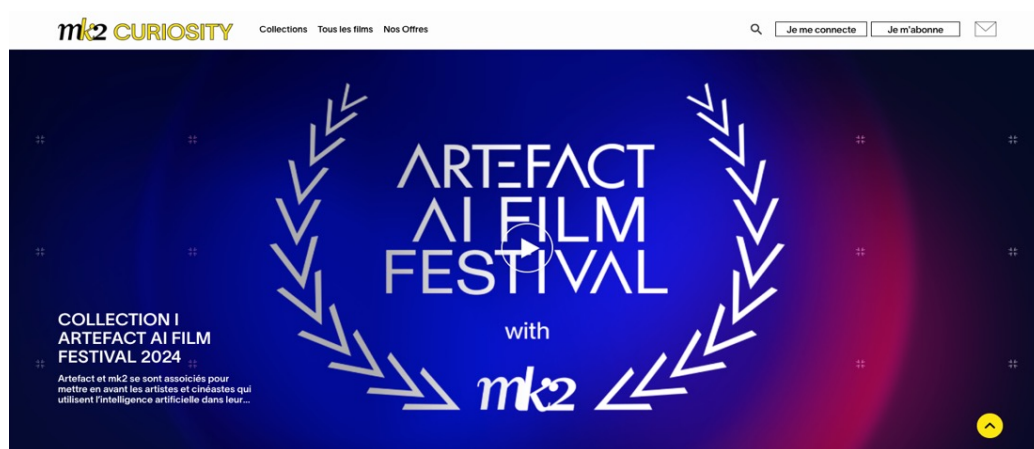 mk2 CURIOSITY
Collections Tous les films Nos Offres
Je me connecte Je m'abonne
ARTEFACT
AI FILM
FESTIVAL
with
mk2
COLLECTION I
ARTEFACT AI FILM
FESTIVAL 2024
Artefact et mk2 se sont assoiciés pour
mettre en avant les artistes et cinéastes qui
utilisent l'intelligence artificielle dans leur...